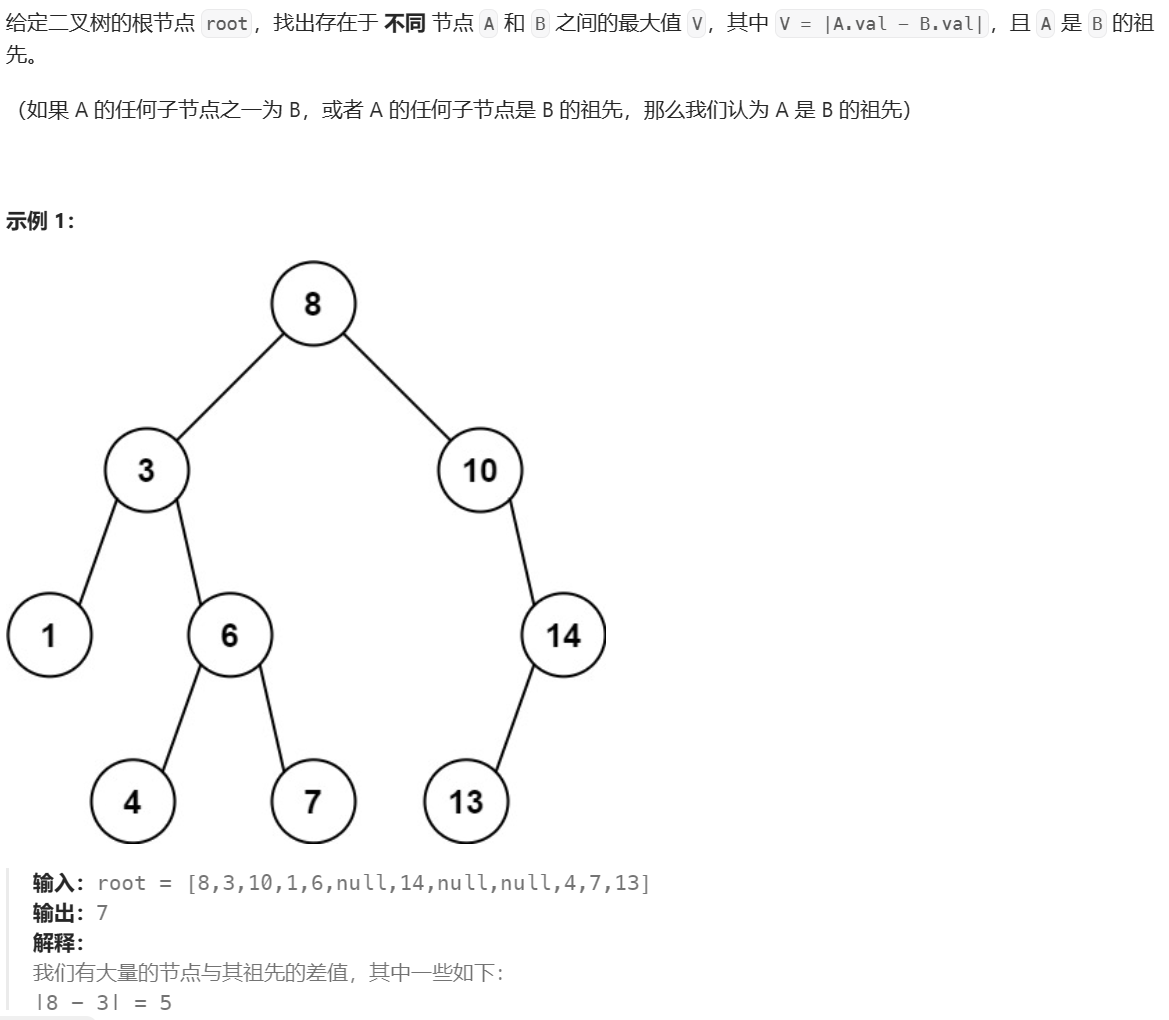 给定二叉树的根节点 root，找出存在于 不同 节点 A 和 B 之间的最大值 V，其中 V = |A.val - B.val|，且 A 是 B 的祖
先。
（如果 A 的任何子节点之一为 B，或者 A 的任何子节点是 B 的祖先，那么我们认为 A 是 B 的祖先）
示例 1：
8
3 10
1 6 14
4 7 13
输入：root = [8,3,10,1,6,null,14,null,null,4,7,13]
输出：7
解释：
我们有大量的节点与其祖先的差值，其中一些如下：
|8 - 3| = 5